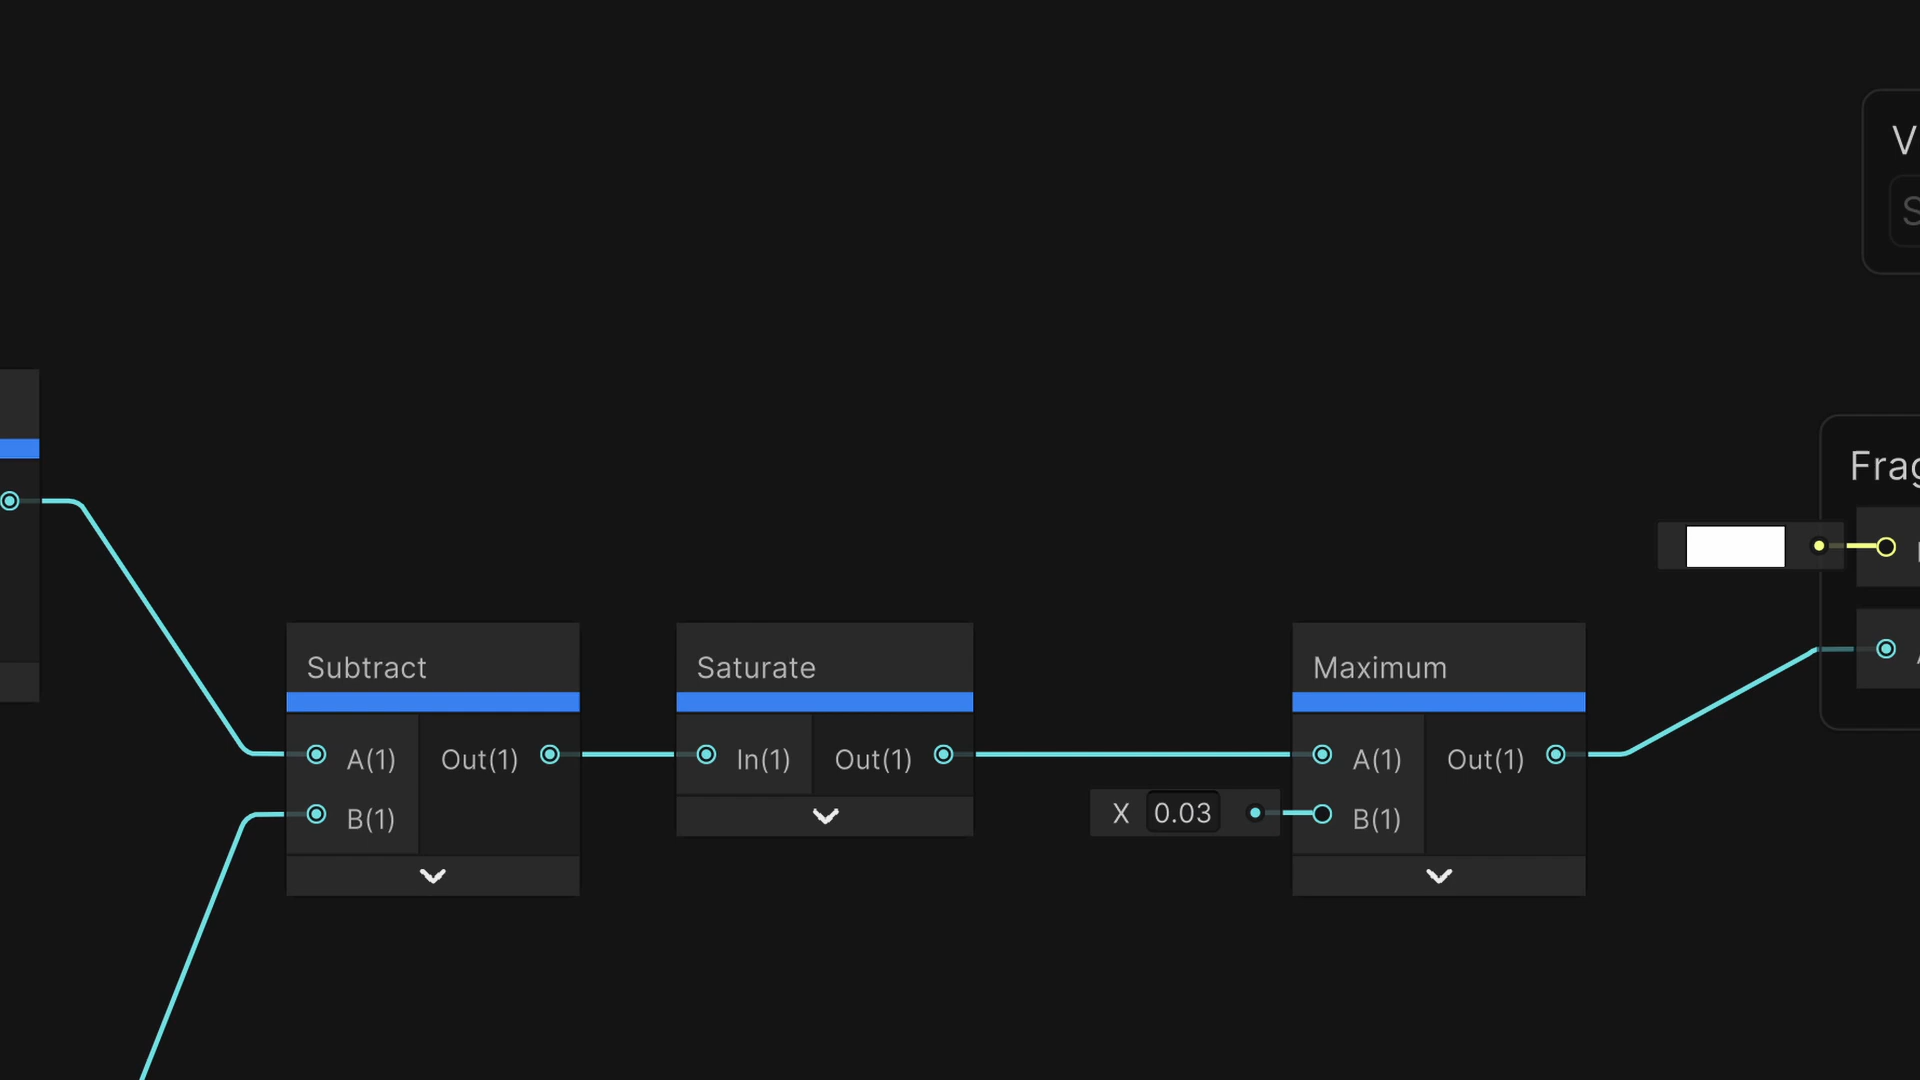 V
S
Frag
Subtract
A(1)
Out(1)
B(1)
Saturate
In(1)
Out(1)
Maximum
A(1)
Out(1)
X 0.03
B(1)